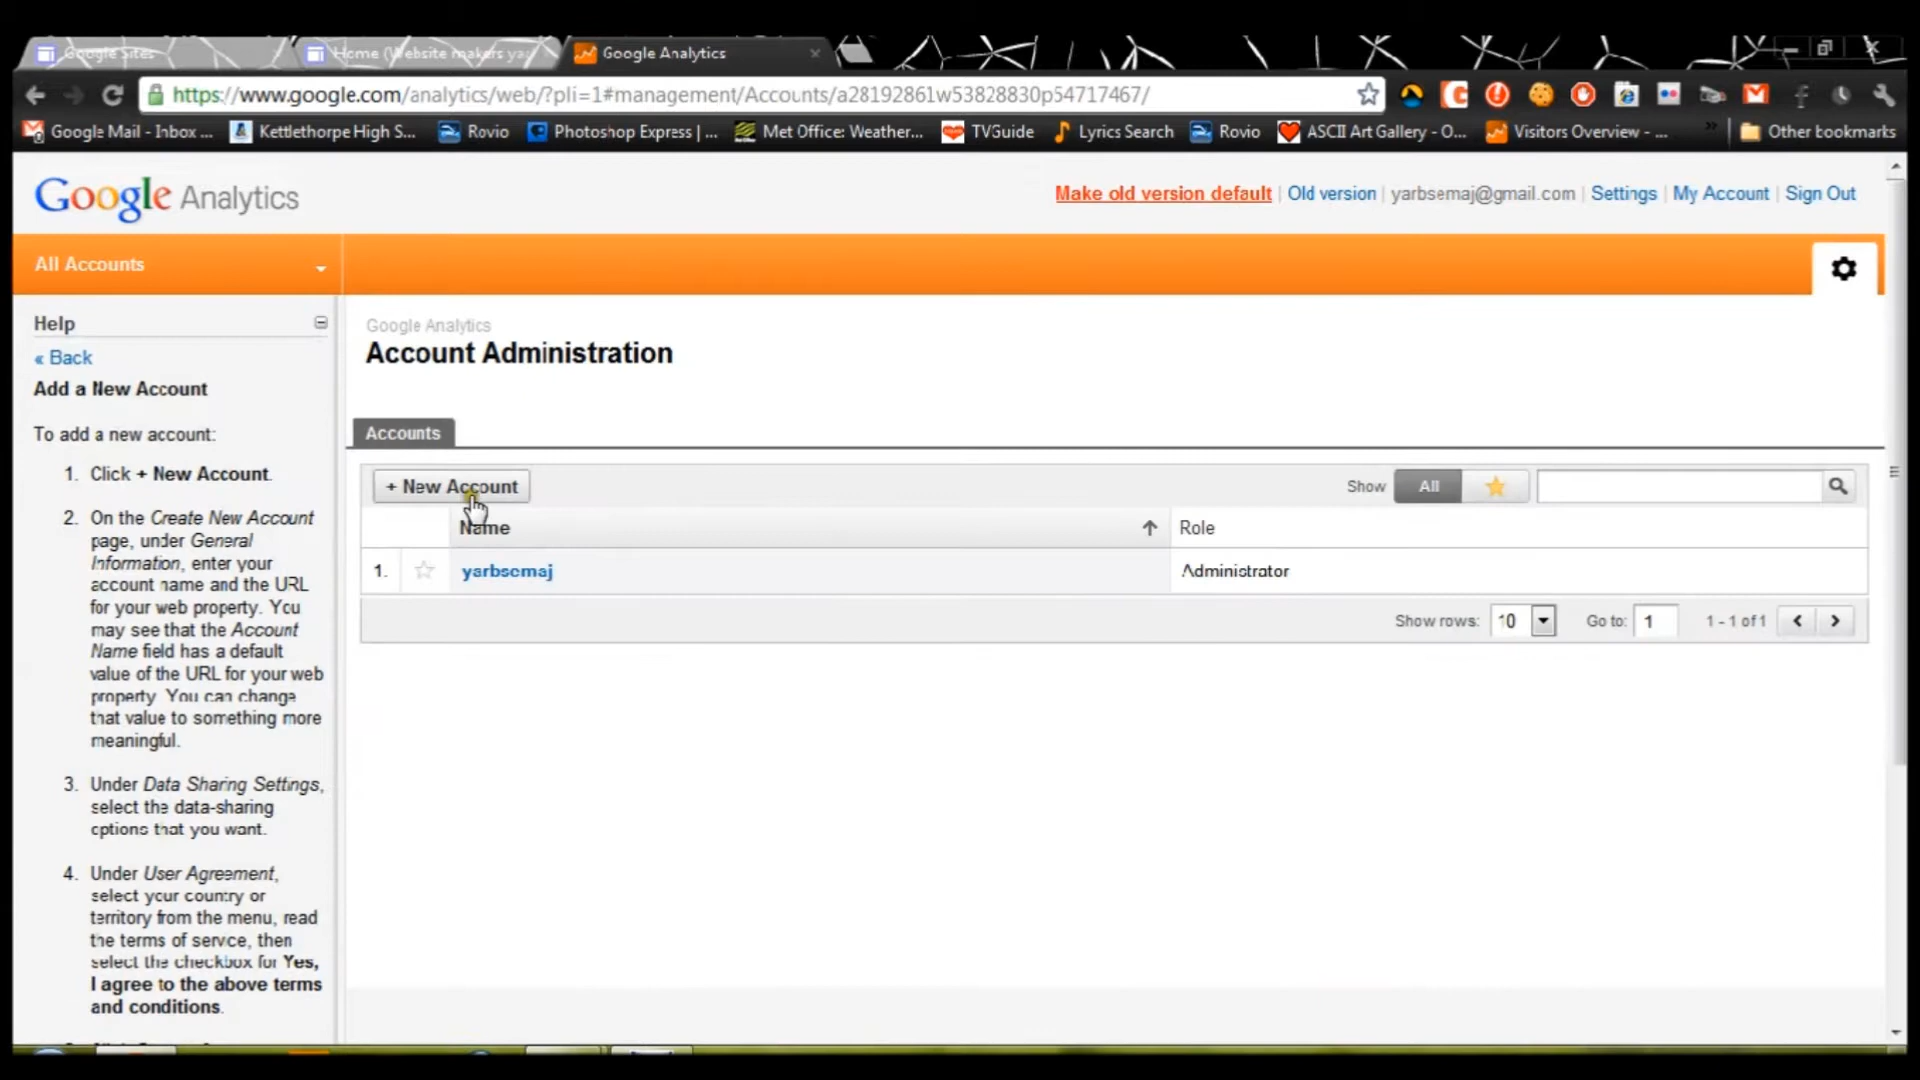 Google Sites
Home (Website makers ya
Google Analytics
https://www.google.com/analytics/web/?pli=1#management/Accounts/a28192861w53828830p54717467/
Google Mail - Inbox ...
Kettlethorpe High S...
Rovio
Photoshop Express | ...
Met Office: Weather...
TVGuide
Lyrics Search
Rovio
ASCII Art Gallery - O...
Visitors Overview - ...
Other bookmarks
Google Analytics
Make old version default | Old version | yarbsemaj@gmail.com | Settings | My Account | Sign Out
All Accounts
Help
« Back
Add a New Account
To add a new account:
1. Click + New Account.
2. On the Create New Account
page, under General
Information, enter your
account name and the URL
for your web property. You
may see that the Account
Name field has a default
value of the URL for your web
property. You can change
that value to something more
meaningful.
3. Under Data Sharing Settings,
select the data-sharing
options that you want.
4. Under User Agreement,
select your country or
territory from the menu, read
the terms of service, then
select the checkbox for Yes,
I agree to the above terms
and conditions.
Google Analytics
Account Administration
Accounts
+ New Account
Show All
Name
Role
1. yarbsemaj
Administrator
Show rows: 10
Go to: 1
1 - 1 of 1